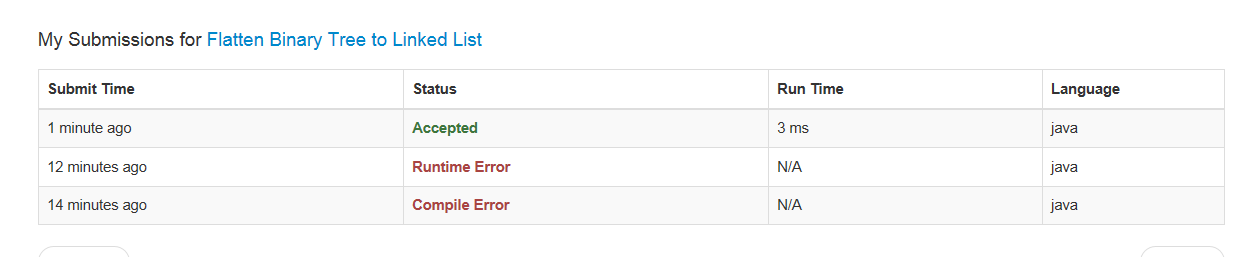 My Submissions for Flatten Binary Tree to Linked List
Submit Time Status Run Time Language
1 minute ago Accepted 3 ms java
12 minutes ago Runtime Error N/A java
14 minutes ago Compile Error N/A java